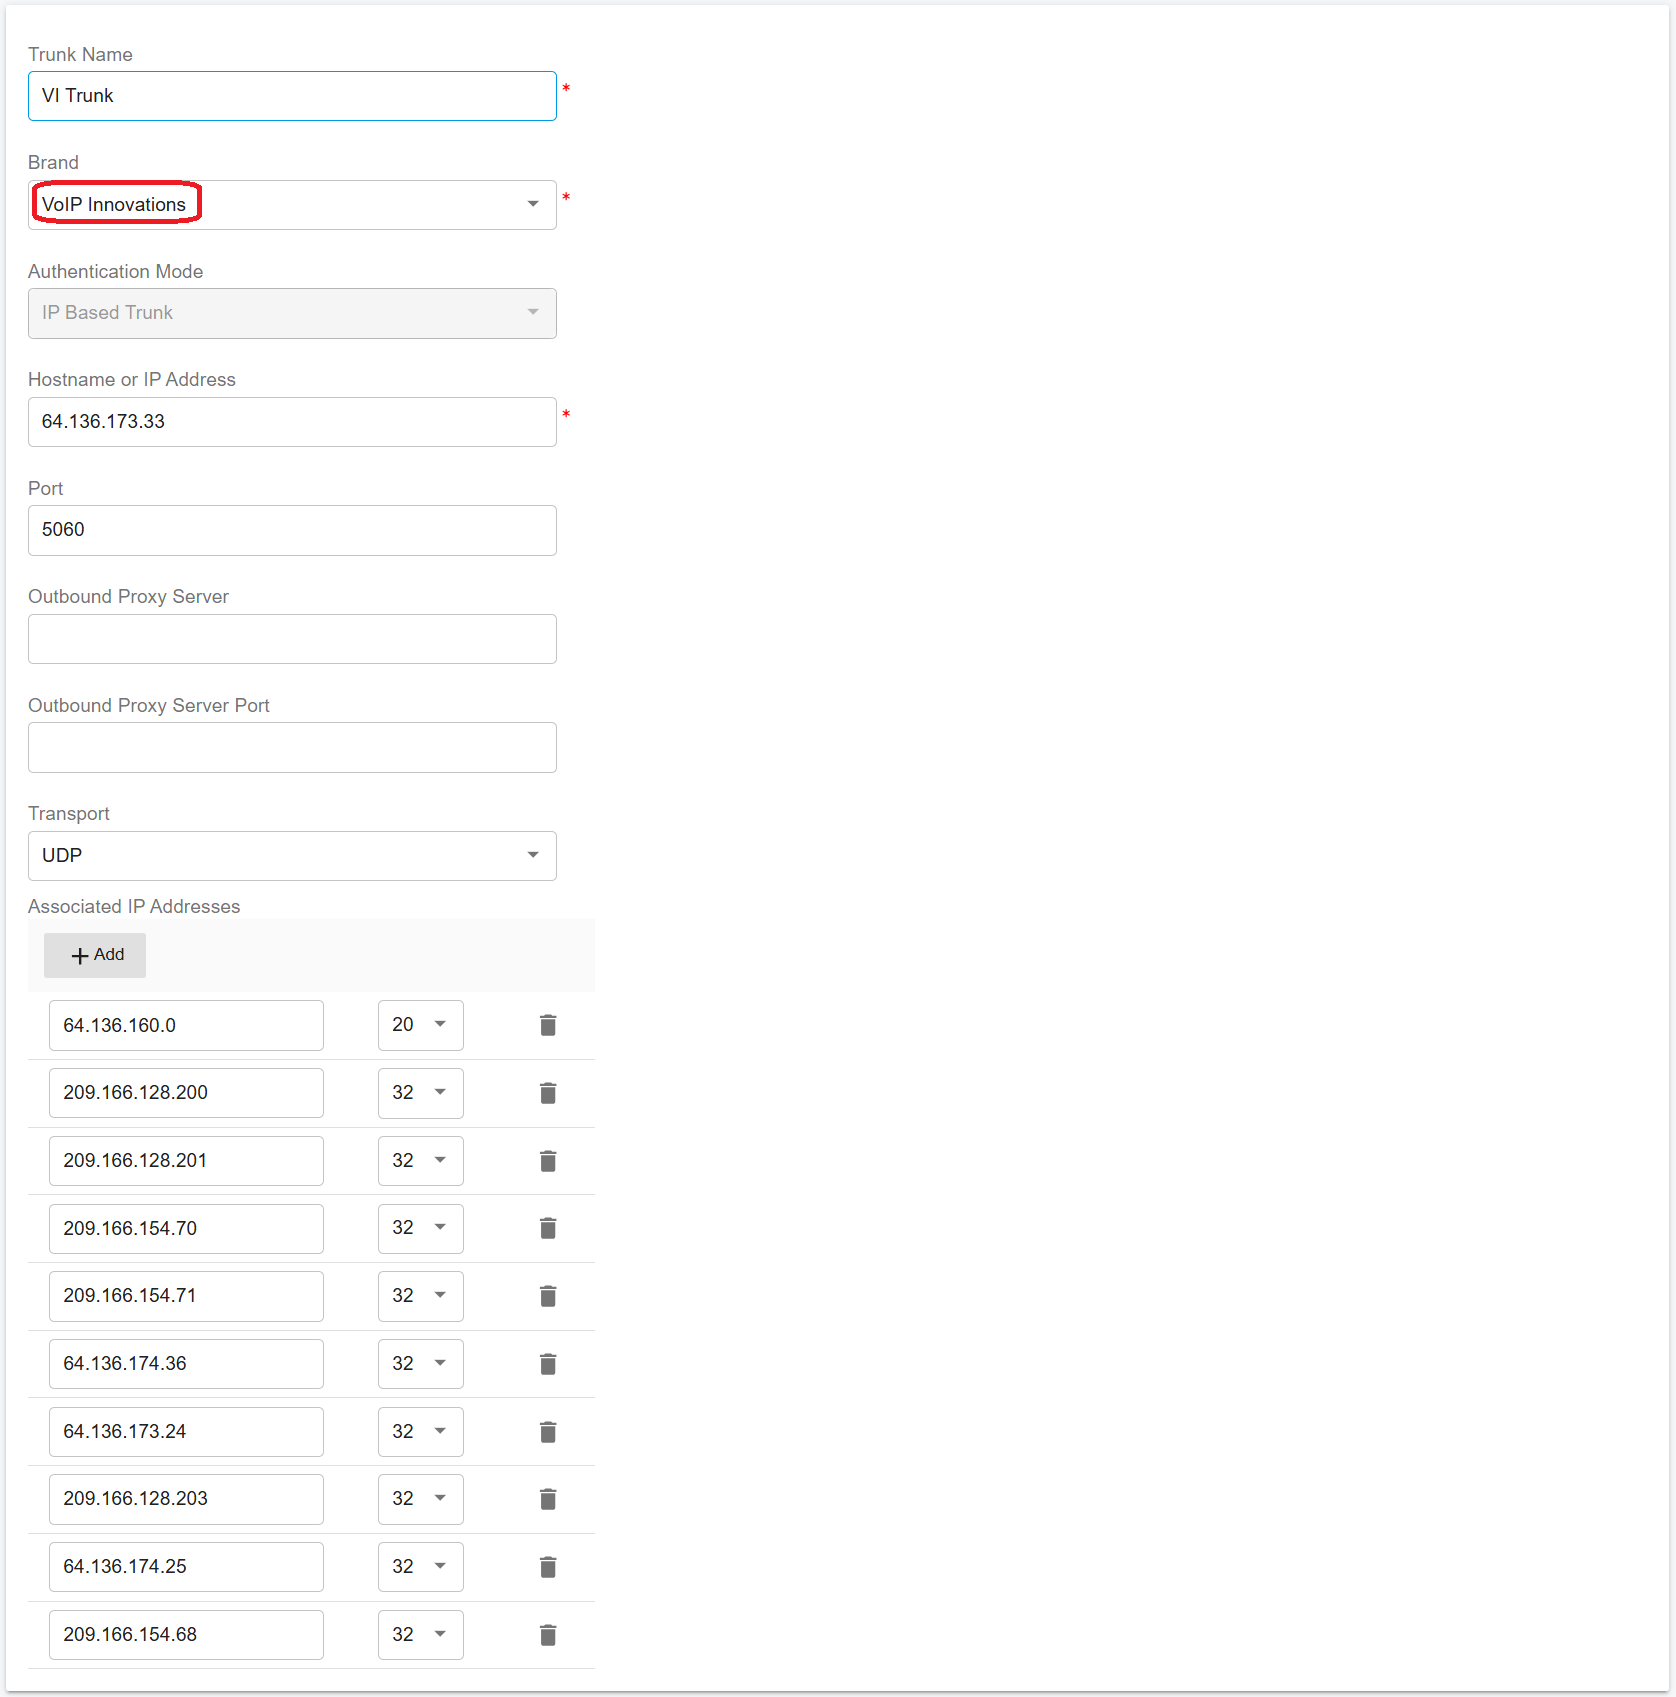 Trunk Name
VI Trunk *
Brand
VoIP Innovations *
Authentication Mode
IP Based Trunk
Hostname or IP Address
64.136.173.33 *
Port
5060
Outbound Proxy Server
Outbound Proxy Server Port
Transport
UDP
Associated IP Addresses
+ Add
64.136.160.0 20
209.166.128.200 32
209.166.128.201 32
209.166.154.70 32
209.166.154.71 32
64.136.174.36 32
64.136.173.24 32
209.166.128.203 32
64.136.174.25 32
209.166.154.68 32